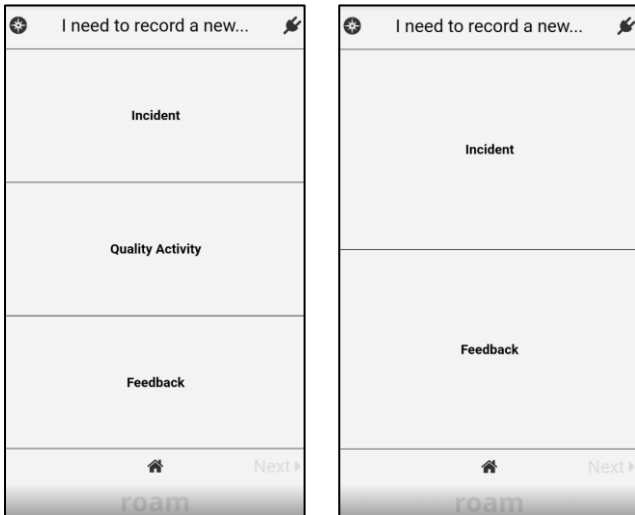 I need to record a new...
Incident
Quality Activity
Feedback
Next
roam
I need to record a new...
Incident
Feedback
Next
roam